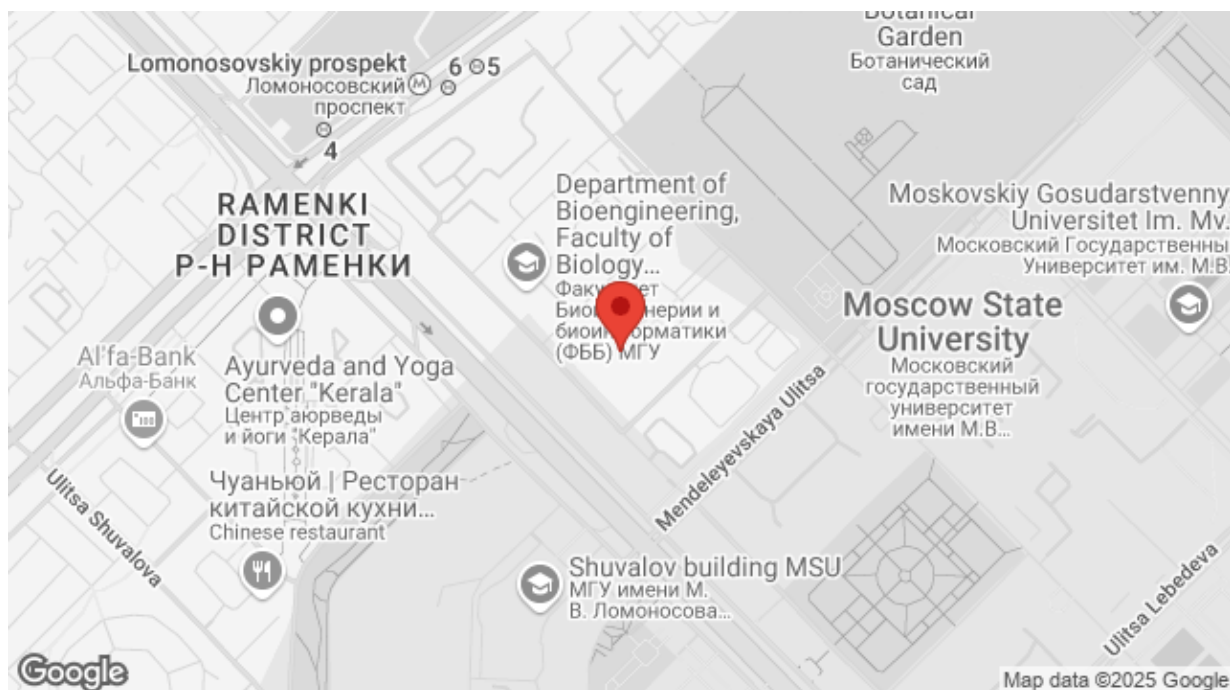 Botanical
Garden
Ботанический
сад
Lomonosovskiy prospekt
Ломоносовский
проспект
6
5
4
RAMENKI
DISTRICT
Р-Н РАМЕНКИ
Department of
Bioengineering,
Faculty of
Biology...
(ФББ) МГУ
Moskovskiy Gosudarstvenny
Universitet Im. Mv.
Московский Государственны
Университет им. М.В.
Moscow State
University
Московский
государственный
университет
имени М.В...
Al'fa-Bank
Альфа-Банк
Ayurveda and Yoga
Center "Kerala"
Центр аюрведы
и йоги "Керала"
Чуаньюй | Ресторан
китайской кухни...
Chinese restaurant
Ulitsa Shuvalova
Mendeleyevskaya Ulitsa
Shuvalov building MSU
МГУ имени М.
В. Ломоносова...
Ulitsa Lebedeva
Google
Map data ©2025 Google